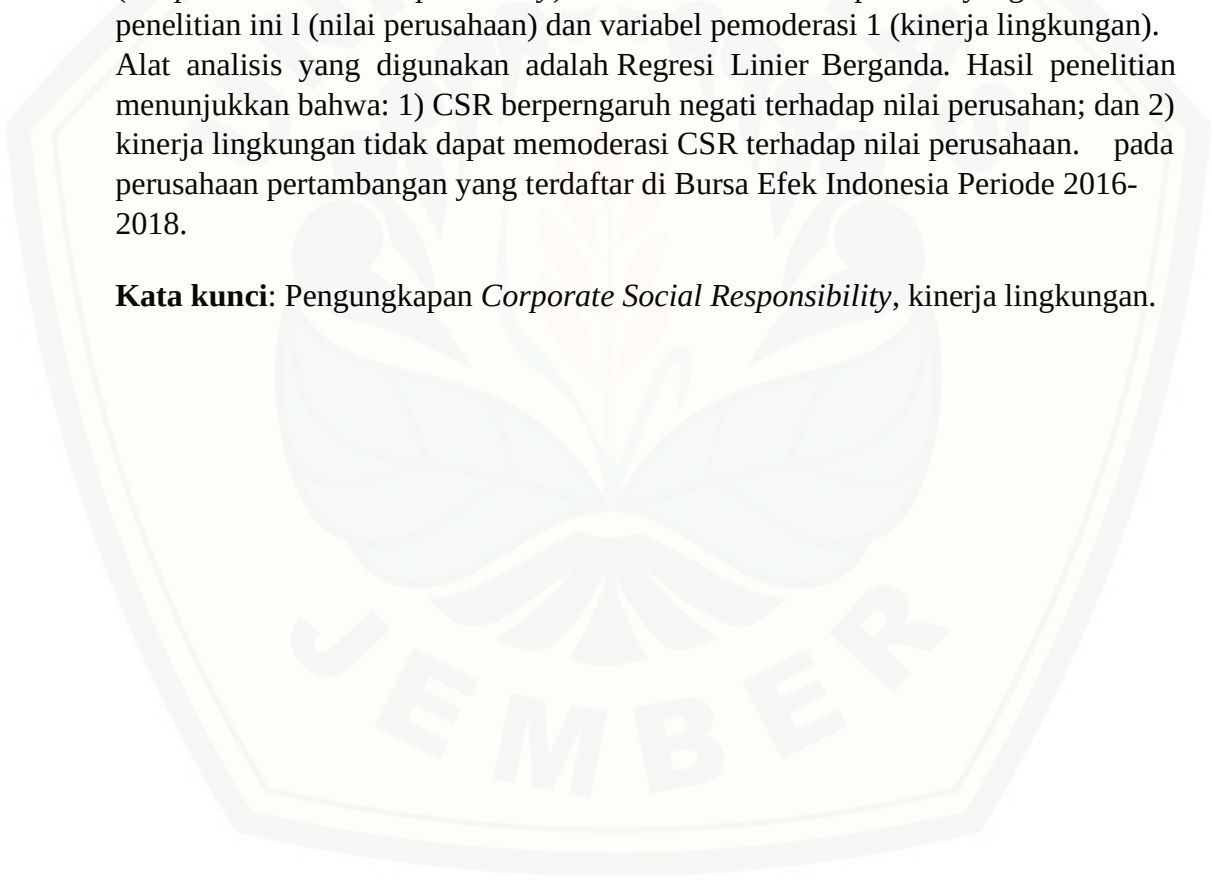 penelitian ini l (nilai perusahaan) dan variabel pemoderasi 1 (kinerja lingkungan).
Alat analisis yang digunakan adalah Regresi Linier Berganda. Hasil penelitian
menunjukkan bahwa: 1) CSR berperngaruh negati terhadap nilai perusahan; dan 2)
kinerja lingkungan tidak dapat memoderasi CSR terhadap nilai perusahaan. pada
perusahaan pertambangan yang terdaftar di Bursa Efek Indonesia Periode 2016-
2018.
Kata kunci: Pengungkapan Corporate Social Responsibility, kinerja lingkungan.
JEMBER